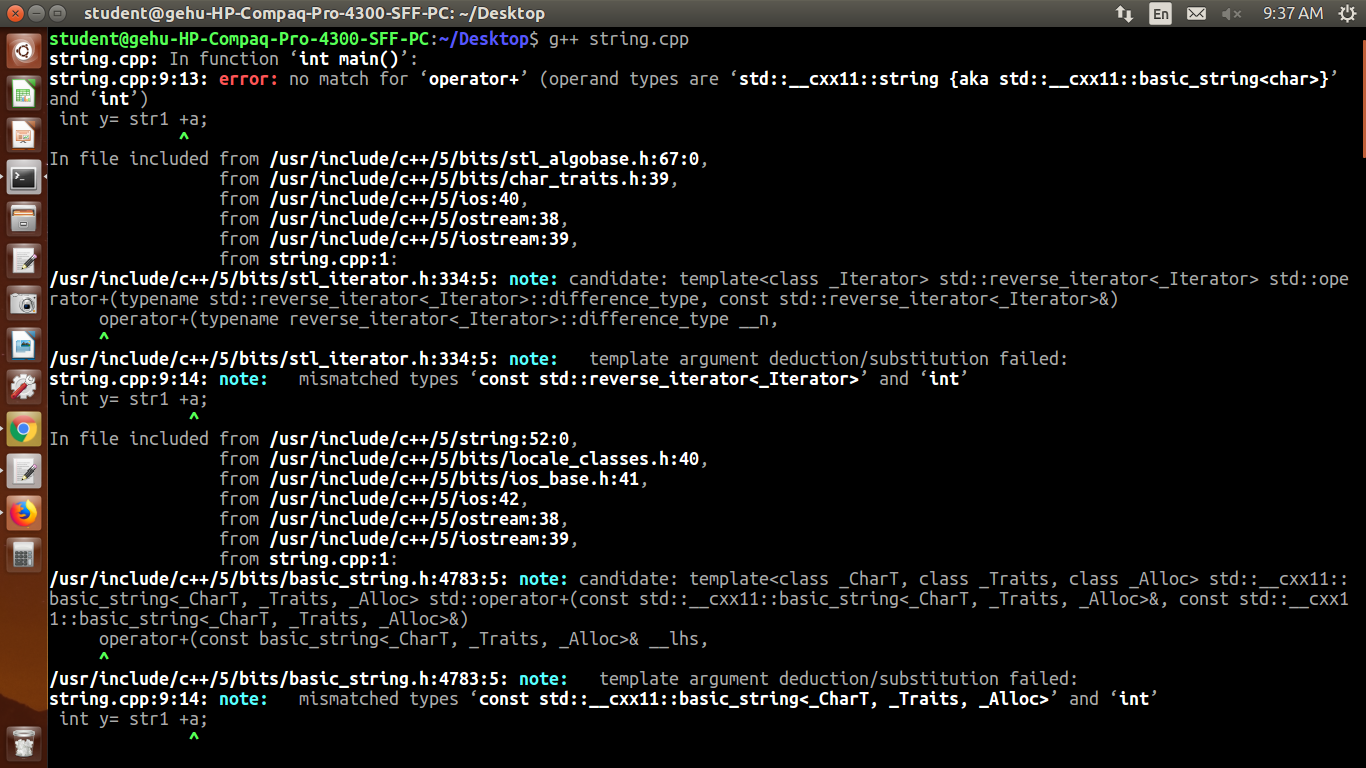 student@gehu-HP-Compaq-Pro-4300-SFF-PC: ~/Desktop
En
9:37 AM
student@gehu-HP-Compaq-Pro-4300-SFF-PC:~/Desktop$ g++ string.cpp
string.cpp: In function ‘int main()’:
string.cpp:9:13: error: no match for ‘operator+’ (operand types are ‘std::__cxx11::string {aka std::__cxx11::basic_string<char>}’
and ‘int’)
 int y= str1 +a;
             ^
In file included from /usr/include/c++/5/bits/stl_algobase.h:67:0,
                 from /usr/include/c++/5/bits/char_traits.h:39,
                 from /usr/include/c++/5/ios:40,
                 from /usr/include/c++/5/ostream:38,
                 from /usr/include/c++/5/iostream:39,
                 from string.cpp:1:
/usr/include/c++/5/bits/stl_iterator.h:334:5: note: candidate: template<class _Iterator> std::reverse_iterator<_Iterator> std::ope
rator+(typename std::reverse_iterator<_Iterator>::difference_type, const std::reverse_iterator<_Iterator>&)
     operator+(typename reverse_iterator<_Iterator>::difference_type __n,
     ^
/usr/include/c++/5/bits/stl_iterator.h:334:5: note:   template argument deduction/substitution failed:
string.cpp:9:14: note:   mismatched types ‘const std::reverse_iterator<_Iterator>’ and ‘int’
 int y= str1 +a;
              ^
In file included from /usr/include/c++/5/string:52:0,
                 from /usr/include/c++/5/bits/locale_classes.h:40,
                 from /usr/include/c++/5/bits/ios_base.h:41,
                 from /usr/include/c++/5/ios:42,
                 from /usr/include/c++/5/ostream:38,
                 from /usr/include/c++/5/iostream:39,
                 from string.cpp:1:
/usr/include/c++/5/bits/basic_string.h:4783:5: note: candidate: template<class _CharT, class _Traits, class _Alloc> std::__cxx11::
basic_string<_CharT, _Traits, _Alloc> std::operator+(const std::__cxx11::basic_string<_CharT, _Traits, _Alloc>&, const std::__cxx1
1::basic_string<_CharT, _Traits, _Alloc>&)
     operator+(const basic_string<_CharT, _Traits, _Alloc>& __lhs,
     ^
/usr/include/c++/5/bits/basic_string.h:4783:5: note:   template argument deduction/substitution failed:
string.cpp:9:14: note:   mismatched types ‘const std::__cxx11::basic_string<_CharT, _Traits, _Alloc>’ and ‘int’
 int y= str1 +a;
              ^